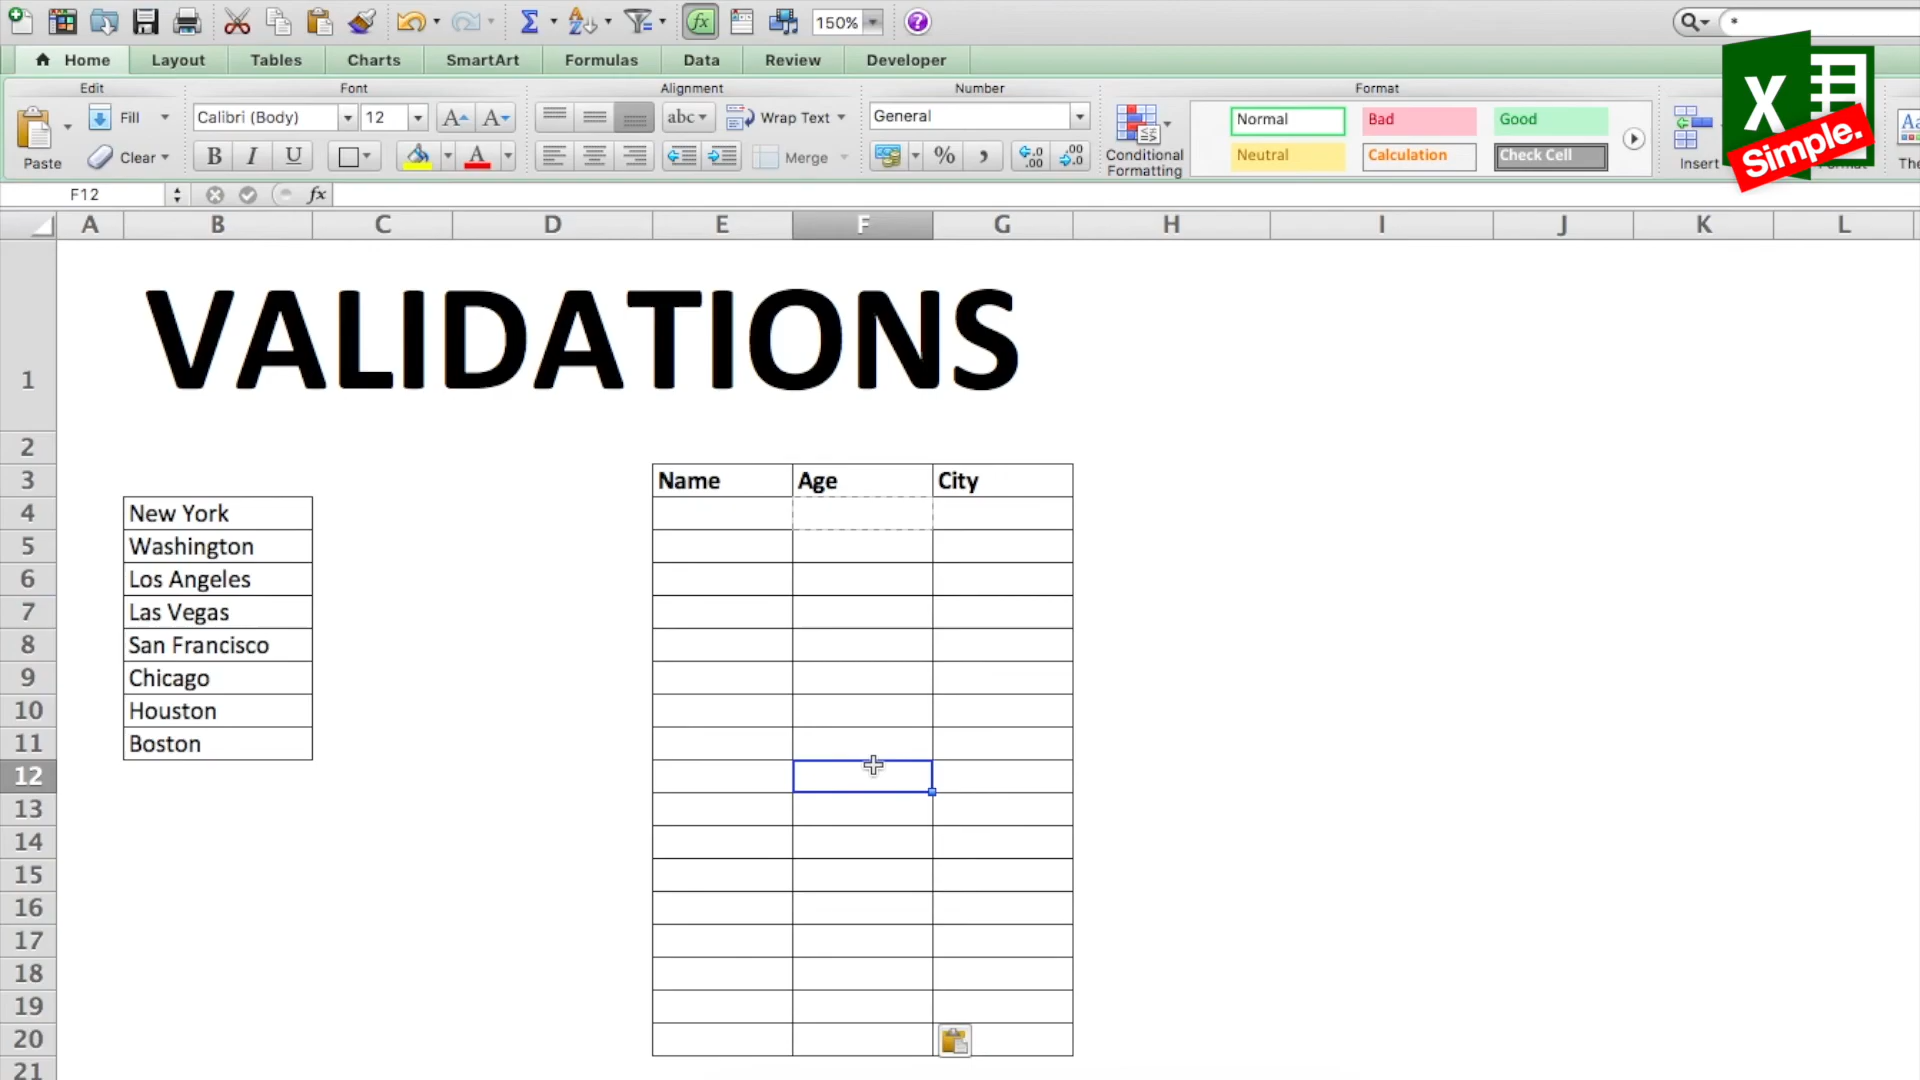 150%
*
Home Layout Tables Charts SmartArt Formulas Data Review Developer
Edit Font Alignment Number Format
Fill Calibri (Body) 12 A A abc Wrap Text General Normal Bad Good
X
Simple.
Paste Clear B I U A Merge % , .0 .00 .00 .0 Conditional Formatting Neutral Calculation Check Cell Insert
F12 fx
A B C D E F G H I J K L
1 VALIDATIONS
2
3 Name Age City
4 New York
5 Washington
6 Los Angeles
7 Las Vegas
8 San Francisco
9 Chicago
10 Houston
11 Boston
12
13
14
15
16
17
18
19
20
21